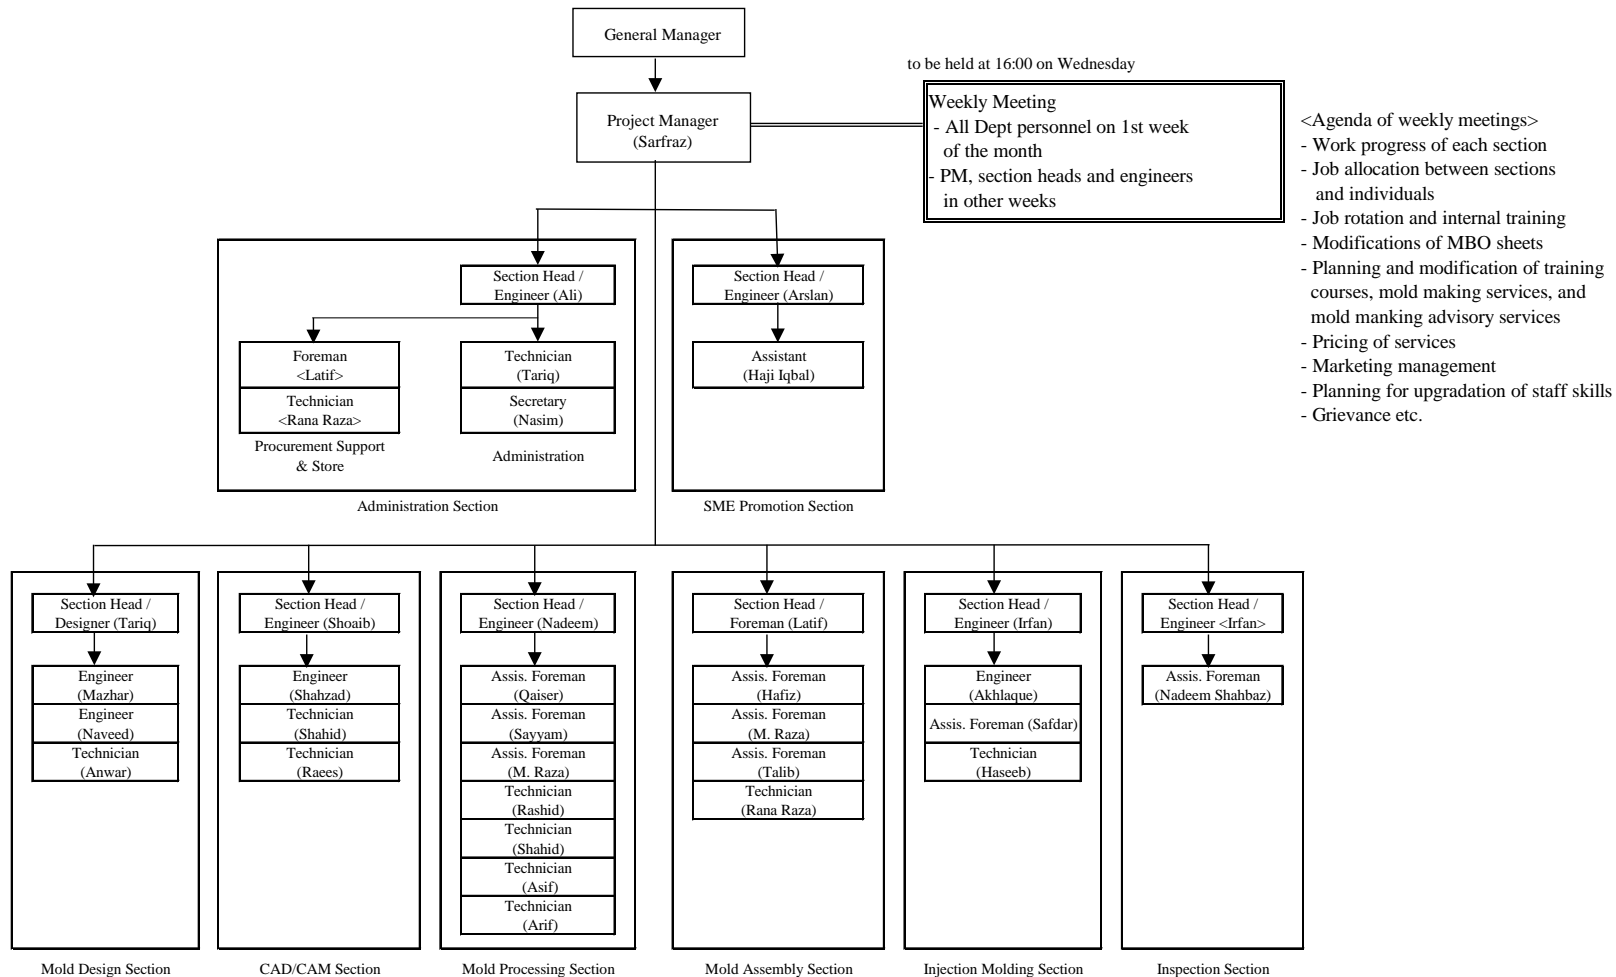 General Manager
to be held at 16:00 on Wednesday
Project Manager
(Sarfraz)
Weekly Meeting
- All Dept personnel on 1st week
of the month
- PM, section heads and engineers
in other weeks
<Agenda of weekly meetings>
- Work progress of each section
- Job allocation between sections
and individuals
- Job rotation and internal training
- Modifications of MBO sheets
- Planning and modification of training
courses, mold making services, and
mold manking advisory services
- Pricing of services
- Marketing management
- Planning for upgradation of staff skills
- Grievance etc.
Section Head /
Engineer (Ali)
Foreman
<Latif>
Technician
<Rana Raza>
Procurement Support
& Store
Technician
(Tariq)
Secretary
(Nasim)
Administration
Administration Section
Section Head /
Engineer (Arslan)
Assistant
(Haji Iqbal)
SME Promotion Section
Section Head /
Designer (Tariq)
Engineer
(Mazhar)
Engineer
(Naveed)
Technician
(Anwar)
Mold Design Section
Section Head /
Engineer (Shoaib)
Engineer
(Shahzad)
Technician
(Shahid)
Technician
(Raees)
CAD/CAM Section
Section Head /
Engineer (Nadeem)
Assis. Foreman
(Qaiser)
Assis. Foreman
(Sayyam)
Assis. Foreman
(M. Raza)
Technician
(Rashid)
Technician
(Shahid)
Technician
(Asif)
Technician
(Arif)
Mold Processing Section
Section Head /
Foreman (Latif)
Assis. Foreman
(Hafiz)
Assis. Foreman
(M. Raza)
Assis. Foreman
(Talib)
Technician
(Rana Raza)
Mold Assembly Section
Section Head /
Engineer (Irfan)
Engineer
(Akhlaque)
Assis. Foreman (Safdar)
Technician
(Haseeb)
Injection Molding Section
Section Head /
Engineer <Irfan>
Assis. Foreman
(Nadeem Shahbaz)
Inspection Section